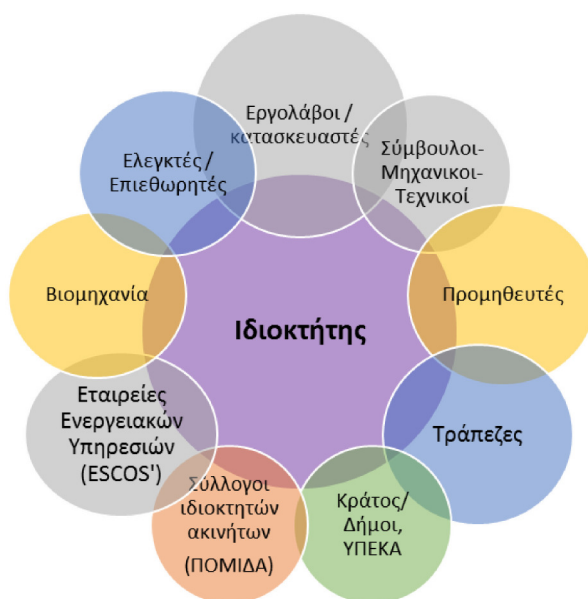 Εργολάβοι /
κατασκευαστές
Σύμβουλοι-
Μηχανικοι-
Τεχνικοί
Προμηθευτές
Τράπεζες
Κράτος/
Δήμοι,
ΥΠΕΚΑ
Σύλλογοι
ιδιοκτητών
ακινήτων
(ΠΟΜΙΔΑ)
Εταιρείες
Ενεργειακών
Υπηρεσιών
(ESCOS')
Βιομηχανία
Ελεγκτές /
Επιεθωρητές
Ιδιοκτήτης